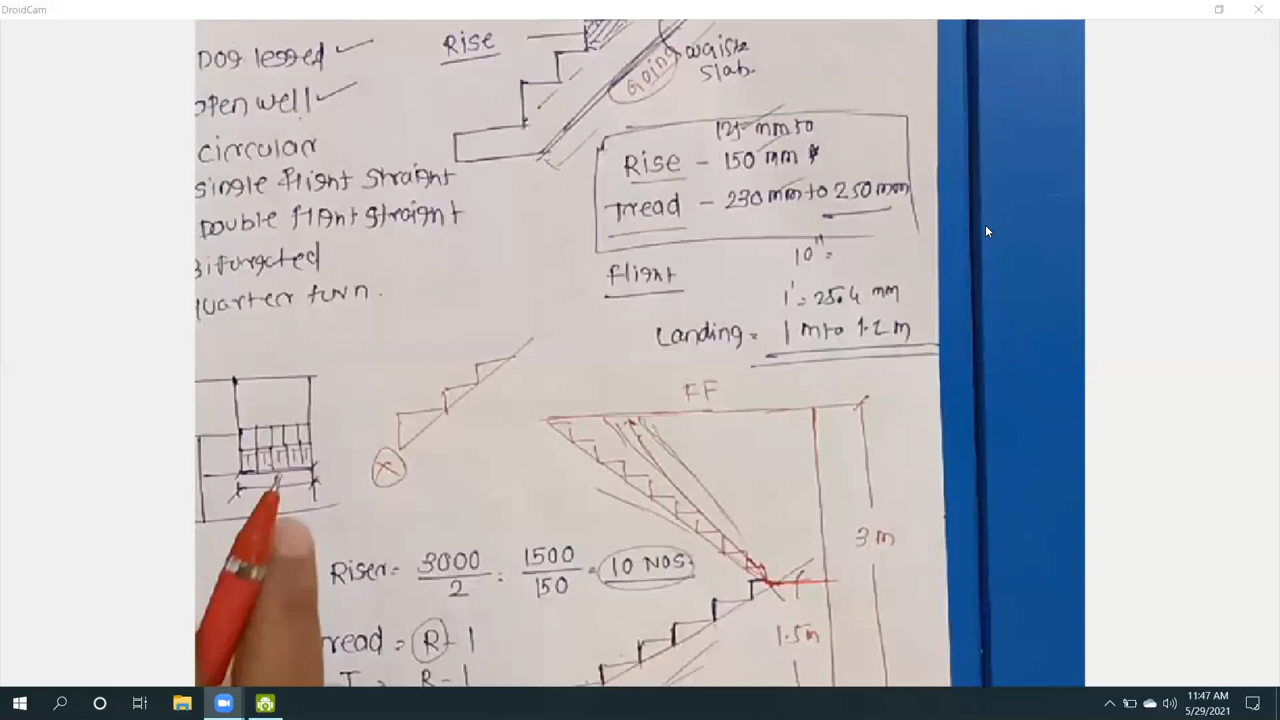 DroidCam
Dog legged
open well
circular
single flight straight
Double flight straight
Bifurcated
quarter turn.
Rise
Going
waist
slab.
125 mm to
Rise - 150 mm
Tread - 230 mm to 250 mm
flight
10" =
1" = 25.4 mm
Landing = 1 m to 1.2 m
FF
3 m
Riser = 3000 / 2 = 1500 / 150 = 10 NOS
1.5m
Tread = R - 1
T = R - 1
11:47 AM
5/29/2021